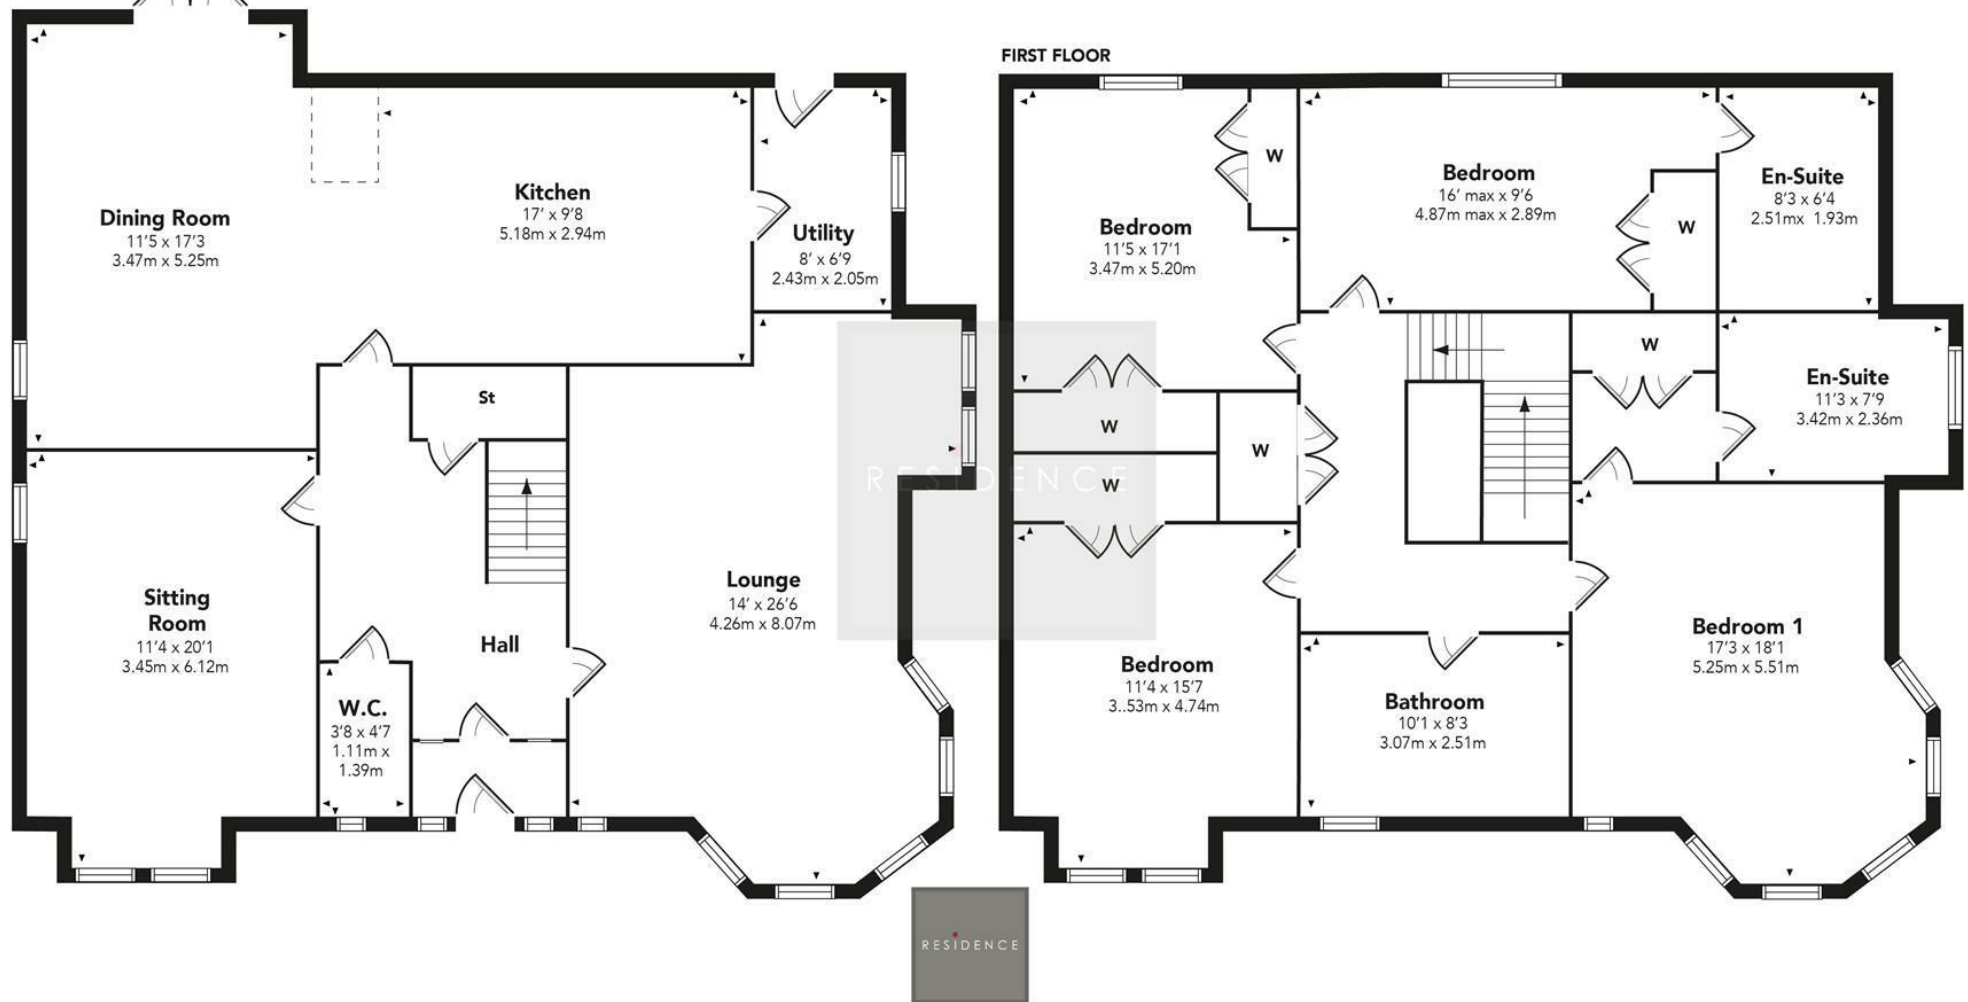 Dining Room
11'5 x 17'3
3.47m x 5.25m
Kitchen
17' x 9'8
5.18m x 2.94m
Utility
8' x 6'9
2.43m x 2.05m
St
Sitting
Room
11'4 x 20'1
3.45m x 6.12m
Hall
W.C.
3'8 x 4'7
1.11m x
1.39m
Lounge
14' x 26'6
4.26m x 8.07m
FIRST FLOOR
Bedroom
11'5 x 17'1
3.47m x 5.20m
W
Bedroom
16' max x 9'6
4.87m max x 2.89m
W
En-Suite
8'3 x 6'4
2.51mx 1.93m
W
En-Suite
11'3 x 7'9
3.42m x 2.36m
W
W
W
RESIDENCE
Bedroom
11'4 x 15'7
3..53m x 4.74m
Bathroom
10'1 x 8'3
3.07m x 2.51m
Bedroom 1
17'3 x 18'1
5.25m x 5.51m
RESIDENCE